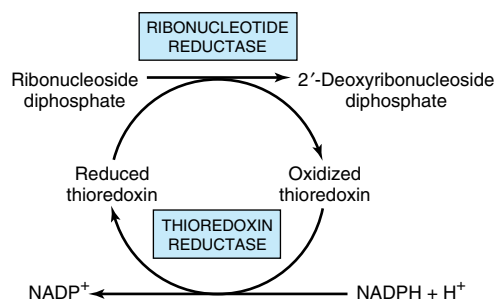 RIBONUCLEOTIDE
REDUCTASE
Ribonucleoside
diphosphate
2′-Deoxyribonucleoside
diphosphate
Reduced
thioredoxin
Oxidized
thioredoxin
THIOREDOXIN
REDUCTASE
NADP⁺
NADPH + H⁺